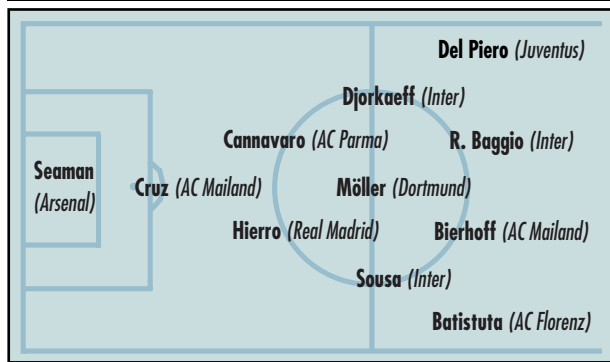 Del Piero (Juventus)
Djorkaeff (Inter)
Cannavaro (AC Parma)
R. Baggio (Inter)
Seaman
(Arsenal)
Cruz (AC Mailand)
Möller (Dortmund)
Hierro (Real Madrid)
Bierhoff (AC Mailand)
Sousa (Inter)
Batistuta (AC Florenz)